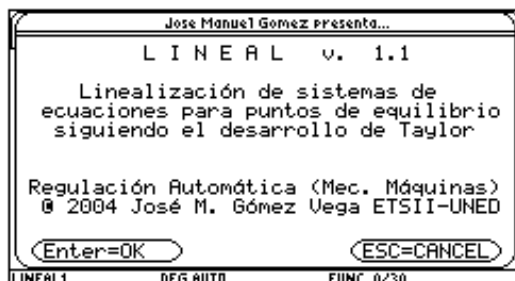 Jose Manuel Gomez presenta...
L I N E A L v. 1.1
Linealización de sistemas de
ecuaciones para puntos de equilibrio
siguiendo el desarrollo de Taylor
Regulación Automática (Mec. Máquinas)
@ 2004 José M. Gómez Vega ETSII-UNED
Enter=OK ESC=CANCEL
LINEAL1 DEG AUTO FUNC 0/30